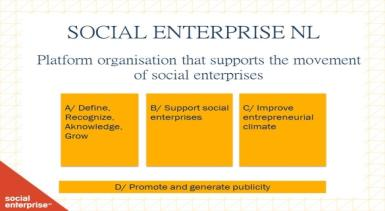 SOCIAL ENTERPRISE NL
Platform organisation that supports the movement
of social enterprises
A/ Define,
Recognize,
Aknowledge,
Grow
B/ Support social
enterprises
C/ Improve
entrepreneurial
climate
D/ Promote and generate publicity
social
enterprise